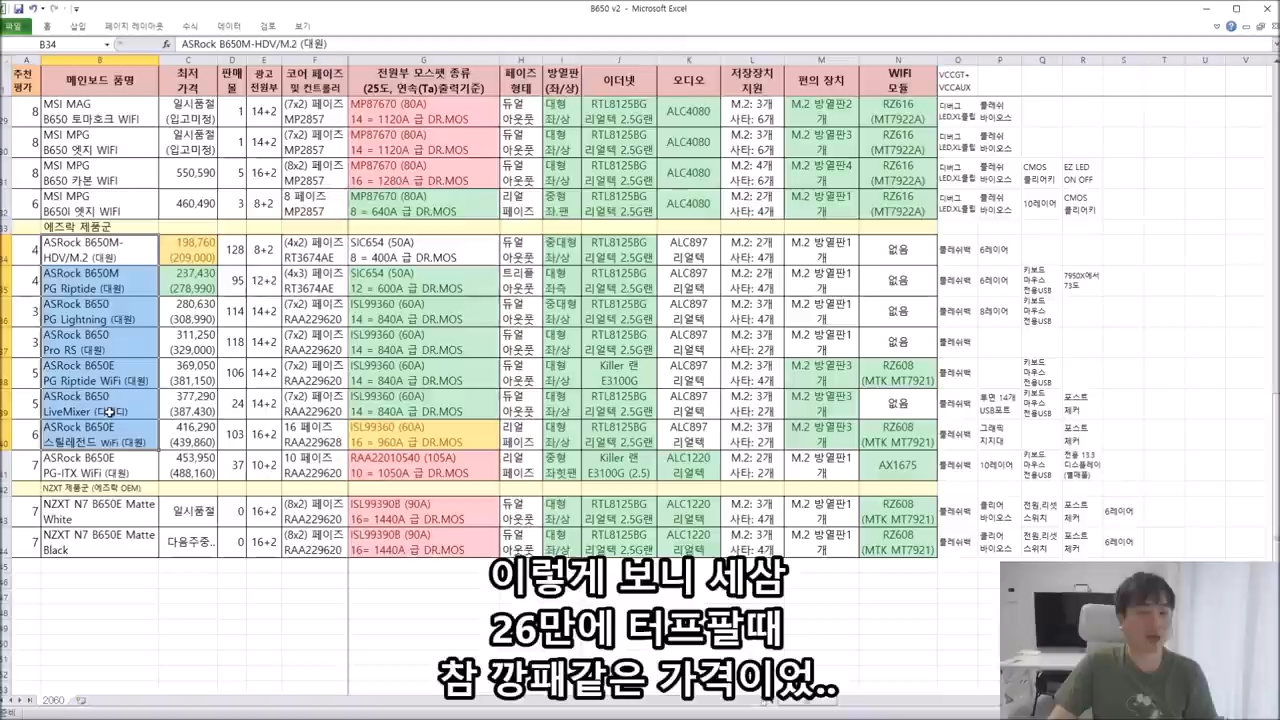 B650 v2 - Microsoft Excel
파일 홈 삽입 페이지 레이아웃 수식 데이터 검토 보기
B34 fx ASRock B650M-HDV/M.2 (대원)
A B C D E F G H I J K L M N O P Q R S T U V
추천 평가 메인보드 품명 최저 가격 판매 몰 광고 전원부 코어 페이즈 및 컨트롤러 전원부 모스펫 종류 (25도, 연속(Ta)출력기준) 페이즈 형태 방열판 (좌/상) 이더넷 오디오 저장장치 지원 편의 장치 WIFI 모듈 VCCGT+ VCCAUX
8 MSI MAG B650 토마호크 WIFI 일시품절 (입고미정) 1 14+2 (7x2) 페이즈 MP2857 MP87670 (80A) 14 = 1120A 급 DR.MOS 듀얼 아웃풋 대형 좌/상 RTL8125BG 리얼텍 2.5G랜 ALC4080 M.2: 3개 사타: 6개 M.2 방열판2개 RZ616 (MT7922A) 디버그 LED,XL클립 플래쉬 바이오스
8 MSI MPG B650 엣지 WIFI 일시품절 (입고미정) 1 14+2 (7x2) 페이즈 MP2857 MP87670 (80A) 14 = 1120A 급 DR.MOS 듀얼 아웃풋 대형 좌/상 RTL8125BG 리얼텍 2.5G랜 ALC4080 M.2: 3개 사타: 6개 M.2 방열판3개 RZ616 (MT7922A) 디버그 LED,XL클립 플래쉬 바이오스
8 MSI MPG B650 카본 WIFI 550,590 5 16+2 (8x2) 페이즈 MP2857 MP87670 (80A) 16 = 1280A 급 DR.MOS 듀얼 아웃풋 대형 좌/상 RTL8125BG 리얼텍 2.5G랜 ALC4080 M.2: 3개 사타: 6개 M.2 방열판4개 RZ616 (MT7922A) 디버그 LED,XL클립 플래쉬 바이오스 CMOS 클리어키 EZ LED ON OFF
6 MSI MPG B650I 엣지 WIFI 460,490 3 8+2 8 페이즈 MP2857 MP87670 (80A) 8 = 640A 급 DR.MOS 리얼 페이즈 중형 좌.팬 RTL8125BG 리얼텍 2.5G랜 ALC4080 M.2: 2개 사타: 4개 M.2 방열판1개 RZ616 (MT7922A) 디버그 LED,XL클립 플래쉬 바이오스 10레이어 CMOS 클리어키
에즈락 제품군
4 ASRock B650M-HDV/M.2 (대원) 198,760 (209,000) 128 8+2 (4x2) 페이즈 RT3674AE SIC654 (50A) 8 = 400A 급 DR.MOS 듀얼 아웃풋 중대형 좌/상 RTL8125BG 리얼텍 2.5G랜 ALC897 리얼텍 M.2: 2개 사타: 4개 M.2 방열판1개 없음 플래쉬백 6레이어
4 ASRock B650M PG Riptide (대원) 237,430 (278,990) 95 12+2 (4x3) 페이즈 RT3674AE SIC654 (50A) 12 = 600A 급 DR.MOS 트리플 아웃풋 대형 좌측 RTL8125BG 리얼텍 2.5G랜 ALC897 리얼텍 M.2: 2개 사타: 4개 M.2 방열판1개 없음 플래쉬백 6레이어 키보드 마우스 전용USB 7950X에서 73도
3 ASRock B650 PG Lightning (대원) 280,630 (308,990) 114 14+2 (7x2) 페이즈 RAA229620 ISL99360 (60A) 14 = 840A 급 DR.MOS 듀얼 아웃풋 중대형 좌/상 RTL8125BG 리얼텍 2.5G랜 ALC897 리얼텍 M.2: 3개 사타: 4개 M.2 방열판1개 없음 플래쉬백 8레이어 키보드 마우스 전용USB
3 ASRock B650 Pro RS (대원) 311,250 (329,000) 118 14+2 (7x2) 페이즈 RAA229620 ISL99360 (60A) 14 = 840A 급 DR.MOS 듀얼 아웃풋 대형 좌/상 RTL8125BG 리얼텍 2.5G랜 ALC897 리얼텍 M.2: 3개 사타: 4개 M.2 방열판1개 없음 플래쉬백
5 ASRock B650E PG Riptide WiFi (대원) 369,050 (381,150) 106 14+2 (7x2) 페이즈 RAA229620 ISL99360 (60A) 14 = 840A 급 DR.MOS 듀얼 아웃풋 대형 좌/상 Killer 랜 E3100G ALC897 리얼텍 M.2: 3개 사타: 4개 M.2 방열판3개 RZ608 (MTK MT7921) 플래쉬백 키보드 마우스 전용USB
5 ASRock B650 LiveMixer 377,290 (387,430) 24 14+2 (7x2) 페이즈 RAA229620 ISL99360 (60A) 14 = 840A 급 DR.MOS 듀얼 아웃풋 대형 좌/상 RTL8125BG 리얼텍 2.5G랜 ALC897 리얼텍 M.2: 3개 사타: 4개 M.2 방열판3개 없음 플래쉬백 후면 14개 USB포트 키보드 마우스 전용USB 포스트 체커
6 ASRock B650E 스틸레전드 WiFi (대원) 416,290 (439,860) 103 16+2 16 페이즈 RAA229628 ISL99360 (60A) 16 = 960A 급 DR.MOS 리얼 페이즈 대형 좌/상 RTL8125BG 리얼텍 2.5G랜 ALC897 리얼텍 M.2: 3개 사타: 4개 M.2 방열판3개 RZ608 (MTK MT7921) 플래쉬백 그래픽 지지대 포스트 체커
7 ASRock B650E PG-ITX WiFi (대원) 453,950 (488,160) 37 10+2 10 페이즈 RAA229620 RAA22010540 (105A) 10 = 1050A 급 DR.MOS 리얼 페이즈 중형 좌힛팬 Killer 랜 E3100G (2.5) ALC1220 리얼텍 M.2: 2개 사타: 2개 M.2 방열판1개 AX1675 플래쉬백 10레이어 키보드 마우스 전용USB 전용 13.3 디스플레이 (별매품)
NZXT 제품군 (에즈락 OEM)
7 NZXT N7 B650E Matte White 일시품절 0 16+2 (8x2) 페이즈 RAA229620 ISL99390B (90A) 16= 1440A 급 DR.MOS 듀얼 아웃풋 대형 좌/상 RTL8125BG 리얼텍 2.5G랜 ALC1220 리얼텍 M.2: 3개 사타: 4개 M.2 방열판1개 RZ608 (MTK MT7921) 플래쉬백 클리어 바이오스 전원,리셋 스위치 포스트 체커 6레이어
7 NZXT N7 B650E Matte Black 다음주중.. 0 16+2 (8x2) 페이즈 RAA229620 ISL99390B (90A) 16= 1440A 급 DR.MOS 듀얼 아웃풋 대형 좌/상 RTL8125BG 리얼텍 2.5G랜 ALC1220 리얼텍 M.2: 3개 사타: 4개 M.2 방열판1개 RZ608 (MTK MT7921) 플래쉬백 클리어 바이오스 전원,리셋 스위치 포스트 체커 6레이어
이렇게 보니 세삼
26만에 터프팔때
참 깡패같은 가격이었..
2060
준비